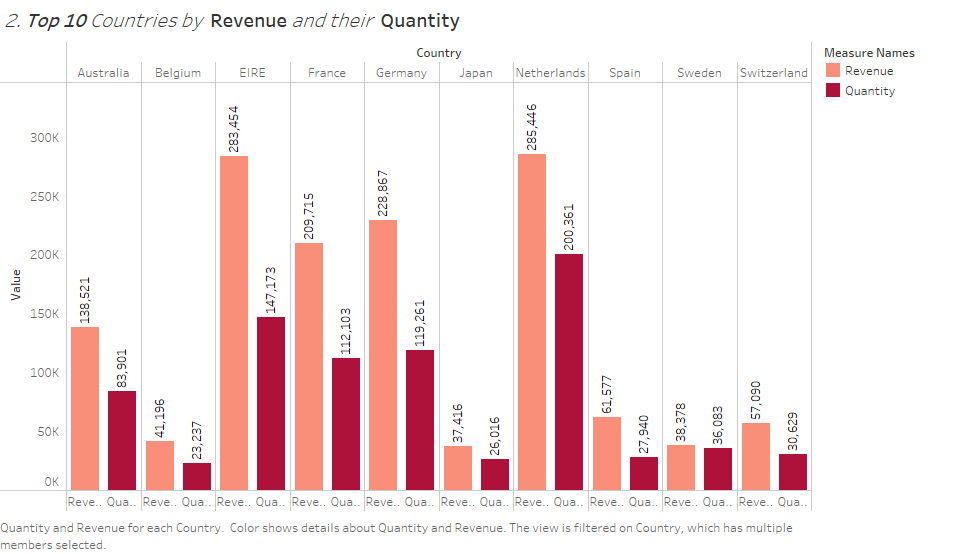 2. Top 10 Countries by Revenue and their Quantity
Country
Measure Names
Australia Belgium EIRE France Germany Japan Netherlands Spain Sweden Switzerland
Revenue
Quantity
Value
300K
250K
200K
150K
100K
50K
0K
138,521
83,901
41,196
23,237
283,454
147,173
209,715
112,103
228,867
119,261
37,416
26,016
285,446
200,361
61,577
27,940
38,378
36,083
57,090
30,629
Reve.. Qua.. Reve.. Qua.. Reve.. Qua.. Reve.. Qua.. Reve.. Qua.. Reve.. Qua.. Reve.. Qua.. Reve.. Qua.. Reve.. Qua.. Reve.. Qua..
Quantity and Revenue for each Country.  Color shows details about Quantity and Revenue. The view is filtered on Country, which has multiple
members selected.